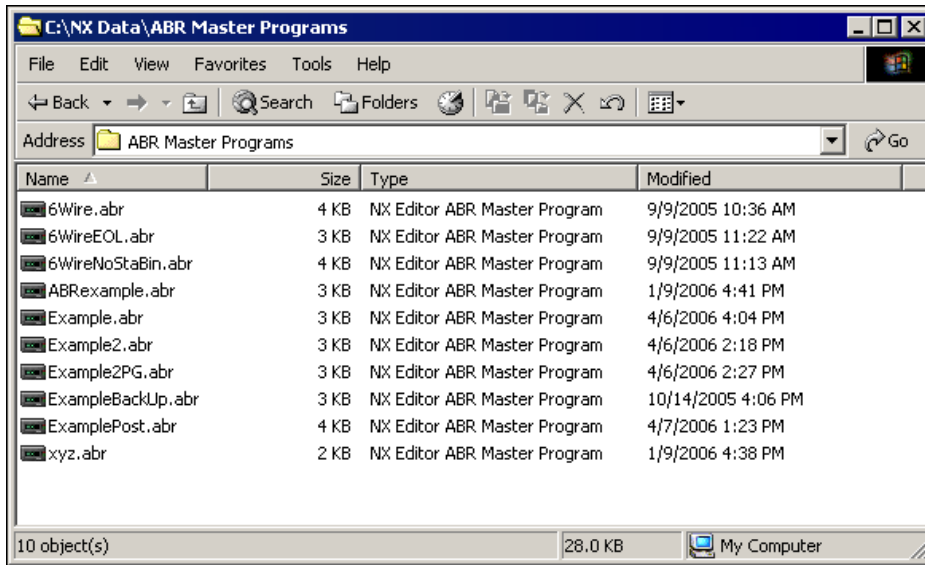 C:\NX Data\ABR Master Programs
File Edit View Favorites Tools Help
Back Search Folders
Address ABR Master Programs Go
Name Size Type Modified
6Wire.abr 4 KB NX Editor ABR Master Program 9/9/2005 10:36 AM
6WireEOL.abr 3 KB NX Editor ABR Master Program 9/9/2005 11:22 AM
6WireNoStaBin.abr 4 KB NX Editor ABR Master Program 9/9/2005 11:13 AM
ABRexample.abr 3 KB NX Editor ABR Master Program 1/9/2006 4:41 PM
Example.abr 3 KB NX Editor ABR Master Program 4/6/2006 4:04 PM
Example2.abr 3 KB NX Editor ABR Master Program 4/6/2006 2:18 PM
Example2PG.abr 3 KB NX Editor ABR Master Program 4/6/2006 2:27 PM
ExampleBackUp.abr 3 KB NX Editor ABR Master Program 10/14/2005 4:06 PM
ExamplePost.abr 4 KB NX Editor ABR Master Program 4/7/2006 1:23 PM
xyz.abr 2 KB NX Editor ABR Master Program 1/9/2006 4:38 PM
10 object(s) 28.0 KB My Computer